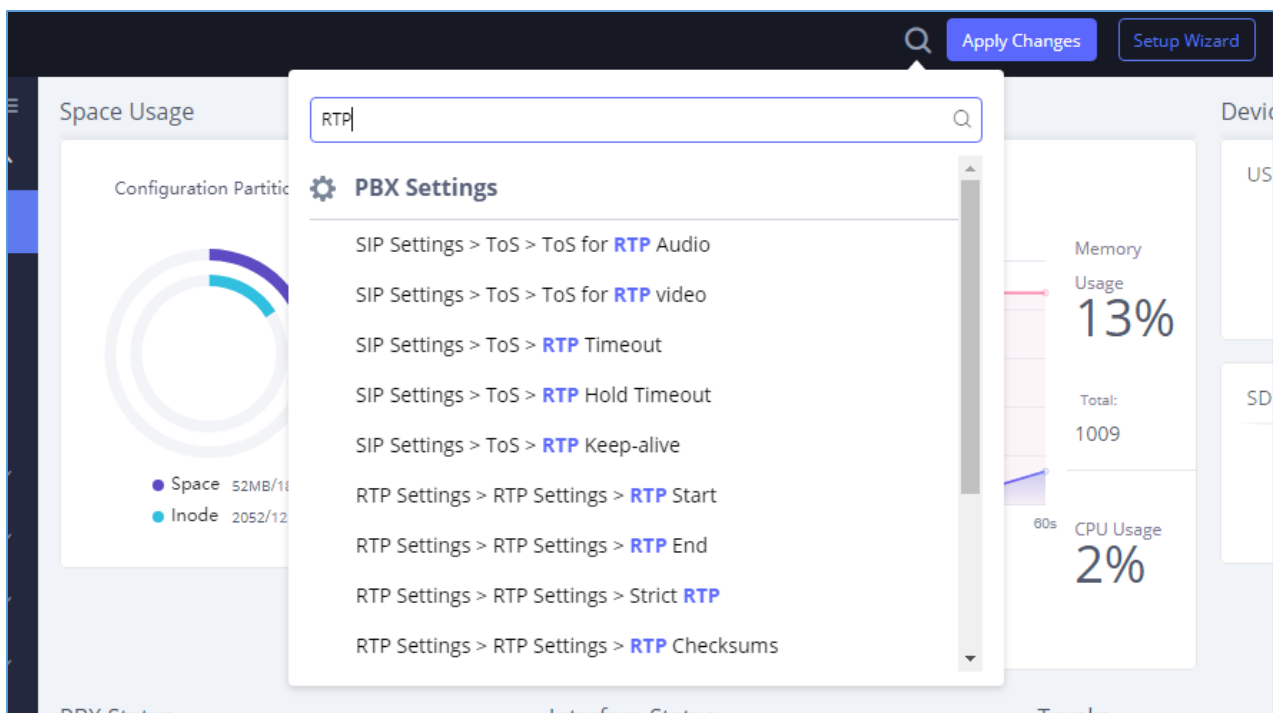 Apply Changes
Setup Wizard
Space Usage
RTP
Configuration
PBX Settings
SIP Settings > ToS > ToS for RTP Audio
SIP Settings > ToS > ToS for RTP video
SIP Settings > ToS > RTP Timeout
SIP Settings > ToS > RTP Hold Timeout
SIP Settings > ToS > RTP Keep-alive
RTP Settings > RTP Settings > RTP Start
RTP Settings > RTP Settings > RTP End
RTP Settings > RTP Settings > Strict RTP
RTP Settings > RTP Settings > RTP Checksums
Space 52MB/
Inode 2052/12
Memory
Usage
13%
Total:
1009
60s
CPU Usage
2%
US
SD